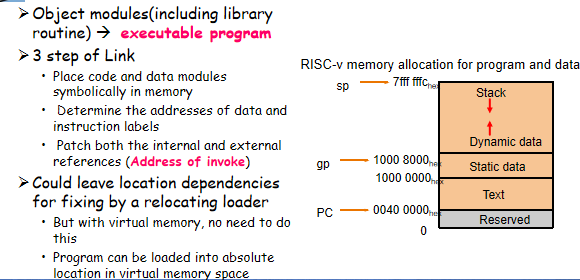 ➤ Object modules(including library
routine) → executable program
➤ 3 step of Link
• Place code and data modules
symbolically in memory
• Determine the addresses of data and
instruction labels
• Patch both the internal and external
references (Address of invoke)
➤ Could leave location dependencies
for fixing by a relocating loader
• But with virtual memory, no need to do
this
• Program can be loaded into absolute
location in virtual memory space
RISC-v memory allocation for program and data
sp
7fff fffc hex
Stack
Dynamic data
gp
1000 8000 hex
Static data
1000 0000 hex
Text
PC
0040 0000 hex
Reserved
0